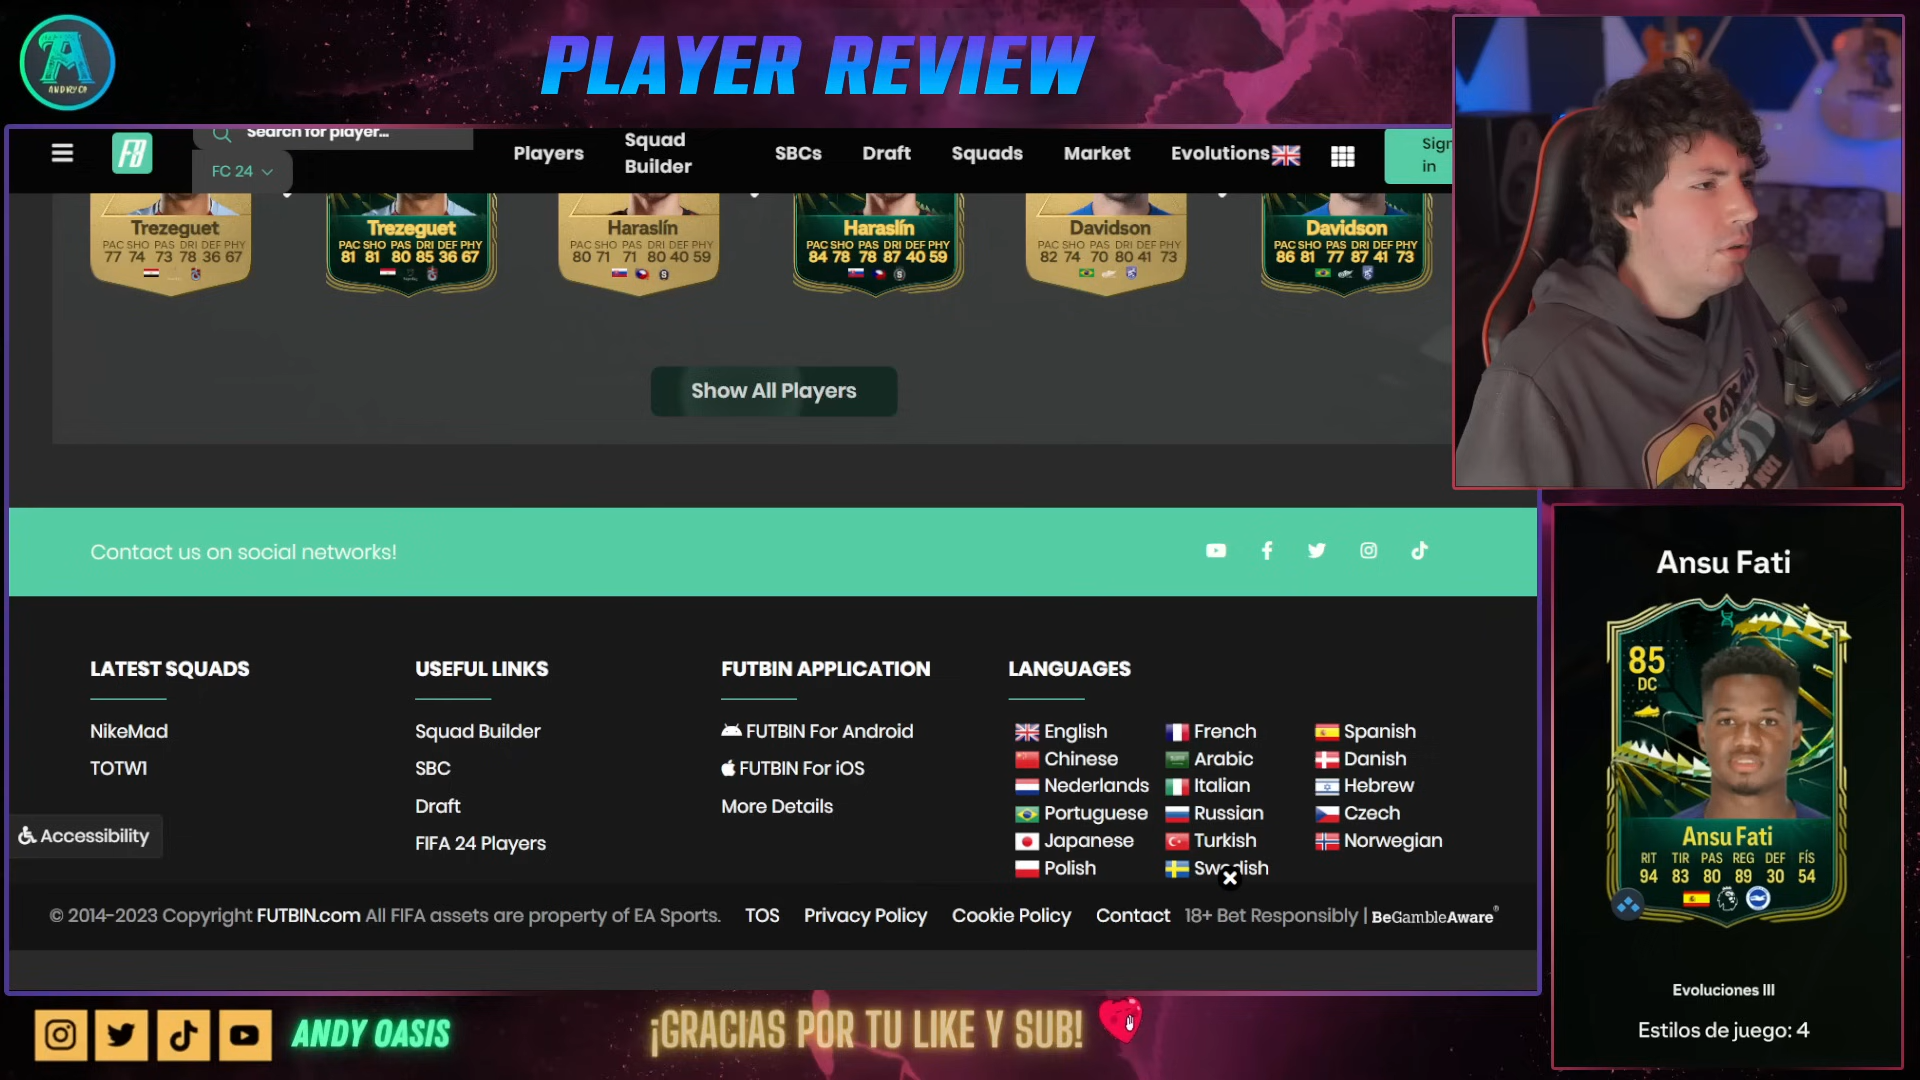 PLAYER REVIEW
ANDRYCO
Search for player...
FC 24
Players
Squad Builder
SBCs
Draft
Squads
Market
Evolutions
Sign in
Trezeguet
PAC SHO PAS DRI DEF PHY
77 74 73 78 36 67
Trezeguet
PAC SHO PAS DRI DEF PHY
81 81 80 85 36 67
Haraslín
PAC SHO PAS DRI DEF PHY
80 71 71 80 40 59
Haraslín
PAC SHO PAS DRI DEF PHY
84 78 78 87 40 59
Davidson
PAC SHO PAS DRI DEF PHY
82 74 70 80 41 73
Davidson
PAC SHO PAS DRI DEF PHY
86 81 77 87 41 73
Show All Players
Contact us on social networks!
LATEST SQUADS
NikeMad
TOTW1
USEFUL LINKS
Squad Builder
SBC
Draft
FIFA 24 Players
FUTBIN APPLICATION
FUTBIN For Android
FUTBIN For iOS
More Details
LANGUAGES
English French Spanish
Chinese Arabic Danish
Nederlands Italian Hebrew
Portuguese Russian Czech
Japanese Turkish Norwegian
Polish Swedish
Accessibility
© 2014-2023 Copyright FUTBIN.com All FIFA assets are property of EA Sports. TOS Privacy Policy Cookie Policy Contact 18+ Bet Responsibly | BeGambleAware®
Ansu Fati
85
DC
Ansu Fati
RIT TIR PAS REG DEF FÍS
94 83 80 89 30 54
Evoluciones III
Estilos de juego: 4
ANDY OASIS
¡GRACIAS POR TU LIKE Y SUB!